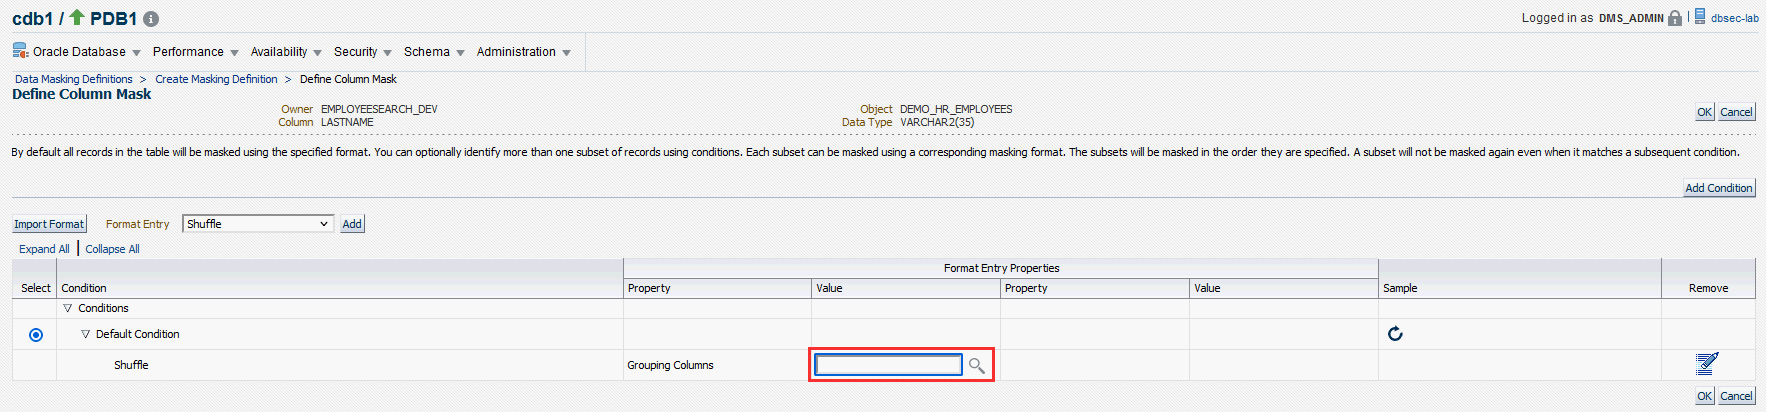 cdb1 / PDB1
Logged in as DMS_ADMIN | dbsec-lab
Oracle Database Performance Availability Security Schema Administration
Data Masking Definitions > Create Masking Definition > Define Column Mask
Define Column Mask
Owner EMPLOYEESEARCH_DEV Object DEMO_HR_EMPLOYEES
Column LASTNAME Data Type VARCHAR2(35)
OK Cancel
By default all records in the table will be masked using the specified format. You can optionally identify more than one subset of records using conditions. Each subset can be masked using a corresponding masking format. The subsets will be masked in the order they are specified. A subset will not be masked again even when it matches a subsequent condition.
Add Condition
Import Format Format Entry Shuffle Add
Expand All | Collapse All
Format Entry Properties
Select Condition Property Value Property Value Sample Remove
Conditions
Default Condition
Shuffle Grouping Columns
OK Cancel